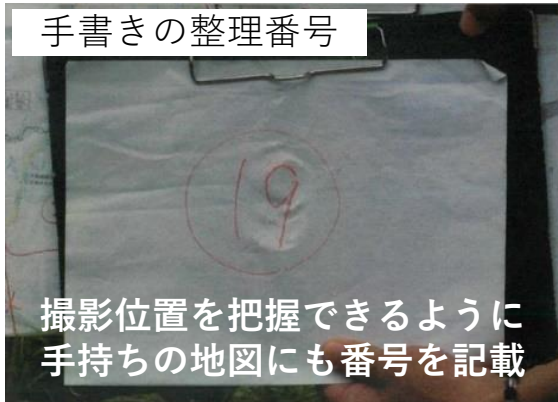 手書きの整理番号
19
撮影位置を把握できるように
手持ちの地図にも番号を記載